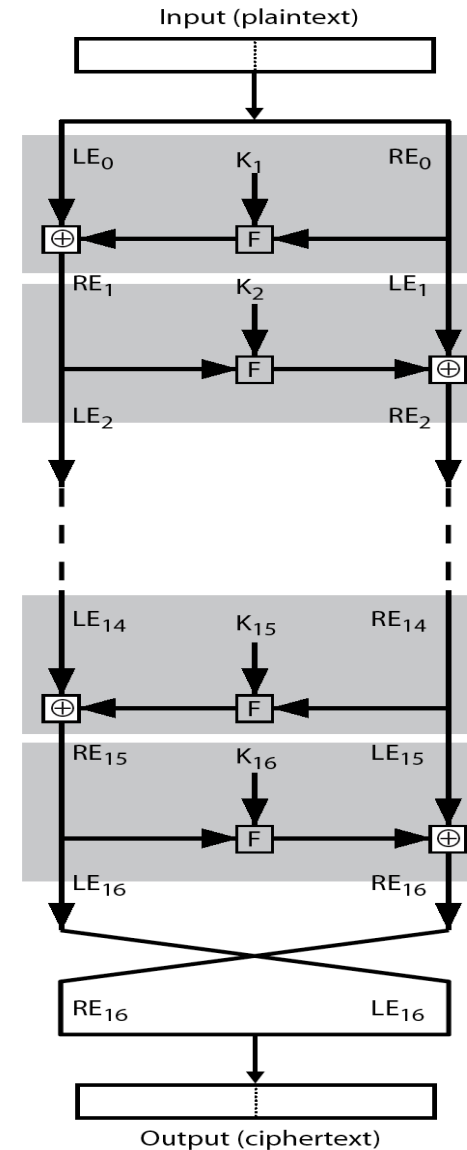 Input (plaintext)
LE₀ K₁ RE₀
⊕ F
RE₁ K₂ LE₁
F ⊕
LE₂ RE₂
LE₁₄ K₁₅ RE₁₄
⊕ F
RE₁₅ K₁₆ LE₁₅
F ⊕
LE₁₆ RE₁₆
RE₁₆ LE₁₆
Output (ciphertext)